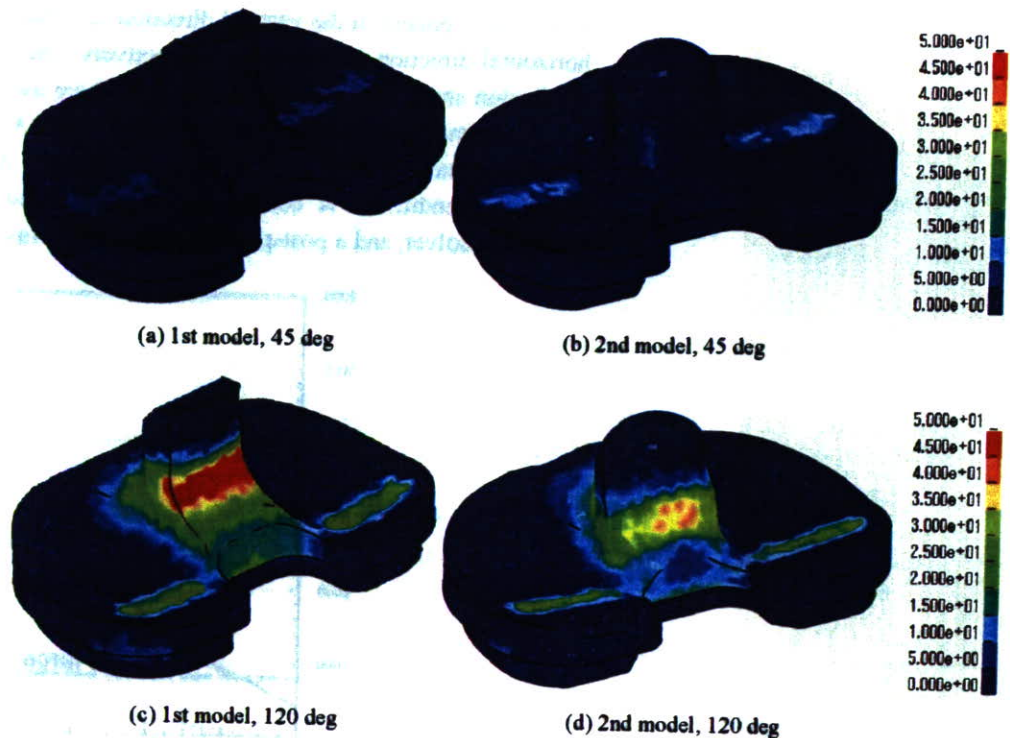 horizontal
5.000e+01
4.500e+01
4.000e+01
3.500e+01
3.000e+01
2.500e+01
2.000e+01
1.500e+01
1.000e+01
5.000e+00
0.000e+00
solver, and a
(a) 1st model, 45 deg
(b) 2nd model, 45 deg
5.000e+01
4.500e+01
4.000e+01
3.500e+01
3.000e+01
2.500e+01
2.000e+01
1.500e+01
1.000e+01
5.000e+00
0.000e+00
(c) 1st model, 120 deg
(d) 2nd model, 120 deg